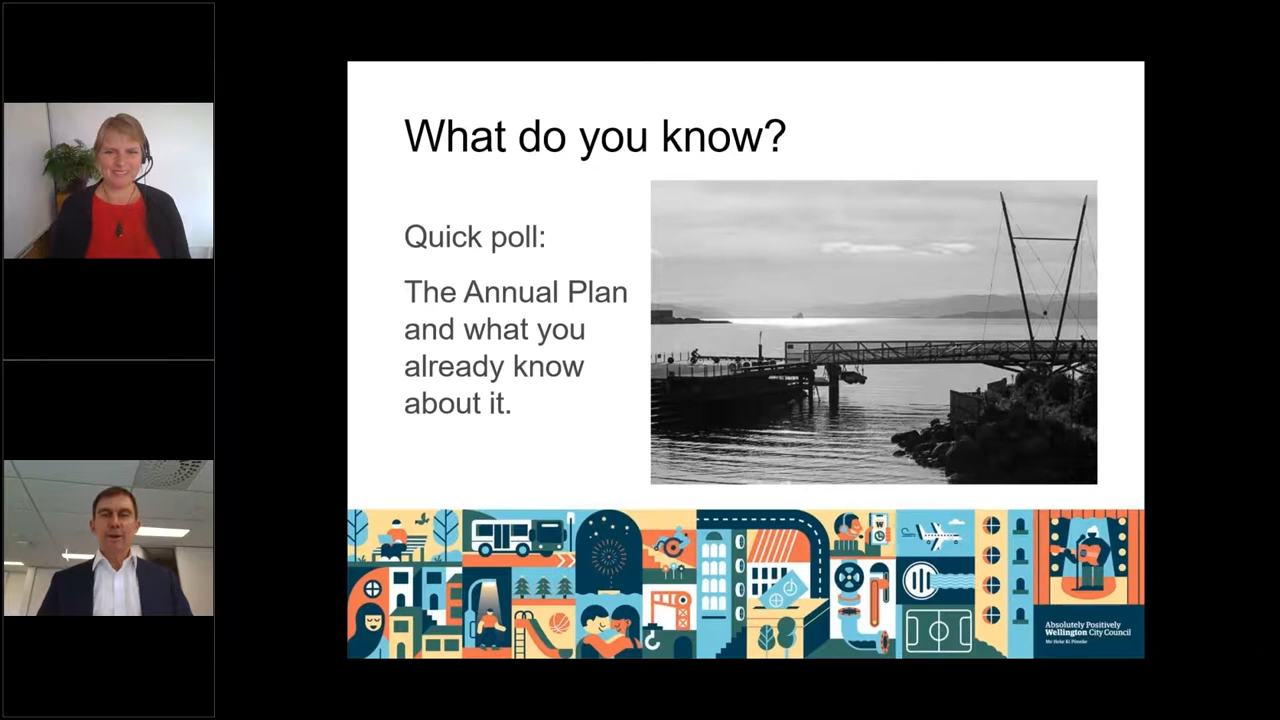 What do you know?
Quick poll:
The Annual Plan
and what you
already know
about it.
W
Absolutely Positively
Wellington City Council
Me Heke Ki Pōneke